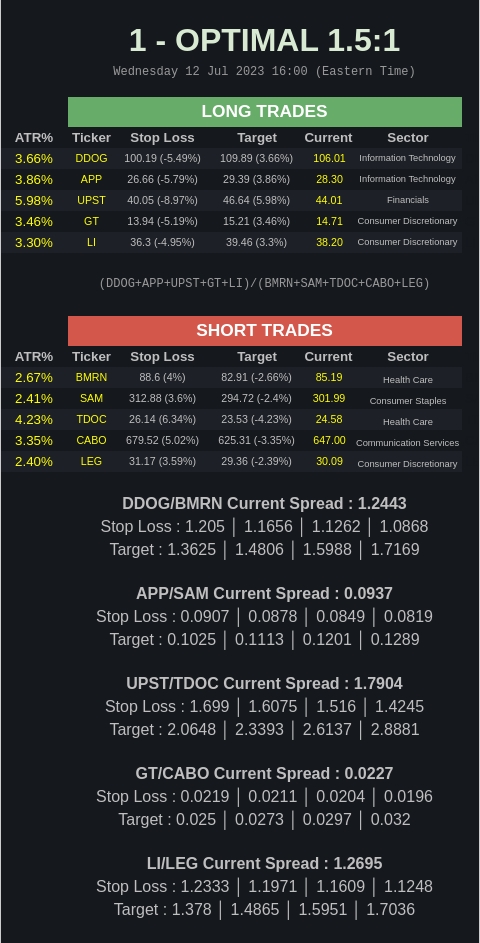 1 - OPTIMAL 1.5:1
Wednesday 12 Jul 2023 16:00 (Eastern Time)
LONG TRADES
ATR% Ticker Stop Loss Target Current Sector
3.66% DDOG 100.19 (-5.49%) 109.89 (3.66%) 106.01 Information Technology
3.86% APP 26.66 (-5.79%) 29.39 (3.86%) 28.30 Information Technology
5.98% UPST 40.05 (-8.97%) 46.64 (5.98%) 44.01 Financials
3.46% GT 13.94 (-5.19%) 15.21 (3.46%) 14.71 Consumer Discretionary
3.30% LI 36.3 (-4.95%) 39.46 (3.3%) 38.20 Consumer Discretionary
(DDOG+APP+UPST+GT+LI)/(BMRN+SAM+TDOC+CABO+LEG)
SHORT TRADES
ATR% Ticker Stop Loss Target Current Sector
2.67% BMRN 88.6 (4%) 82.91 (-2.66%) 85.19 Health Care
2.41% SAM 312.88 (3.6%) 294.72 (-2.4%) 301.99 Consumer Staples
4.23% TDOC 26.14 (6.34%) 23.53 (-4.23%) 24.58 Health Care
3.35% CABO 679.52 (5.02%) 625.31 (-3.35%) 647.00 Communication Services
2.40% LEG 31.17 (3.59%) 29.36 (-2.39%) 30.09 Consumer Discretionary
DDOG/BMRN Current Spread : 1.2443
Stop Loss : 1.205 │ 1.1656 │ 1.1262 │ 1.0868
Target : 1.3625 │ 1.4806 │ 1.5988 │ 1.7169
APP/SAM Current Spread : 0.0937
Stop Loss : 0.0907 │ 0.0878 │ 0.0849 │ 0.0819
Target : 0.1025 │ 0.1113 │ 0.1201 │ 0.1289
UPST/TDOC Current Spread : 1.7904
Stop Loss : 1.699 │ 1.6075 │ 1.516 │ 1.4245
Target : 2.0648 │ 2.3393 │ 2.6137 │ 2.8881
GT/CABO Current Spread : 0.0227
Stop Loss : 0.0219 │ 0.0211 │ 0.0204 │ 0.0196
Target : 0.025 │ 0.0273 │ 0.0297 │ 0.032
LI/LEG Current Spread : 1.2695
Stop Loss : 1.2333 │ 1.1971 │ 1.1609 │ 1.1248
Target : 1.378 │ 1.4865 │ 1.5951 │ 1.7036